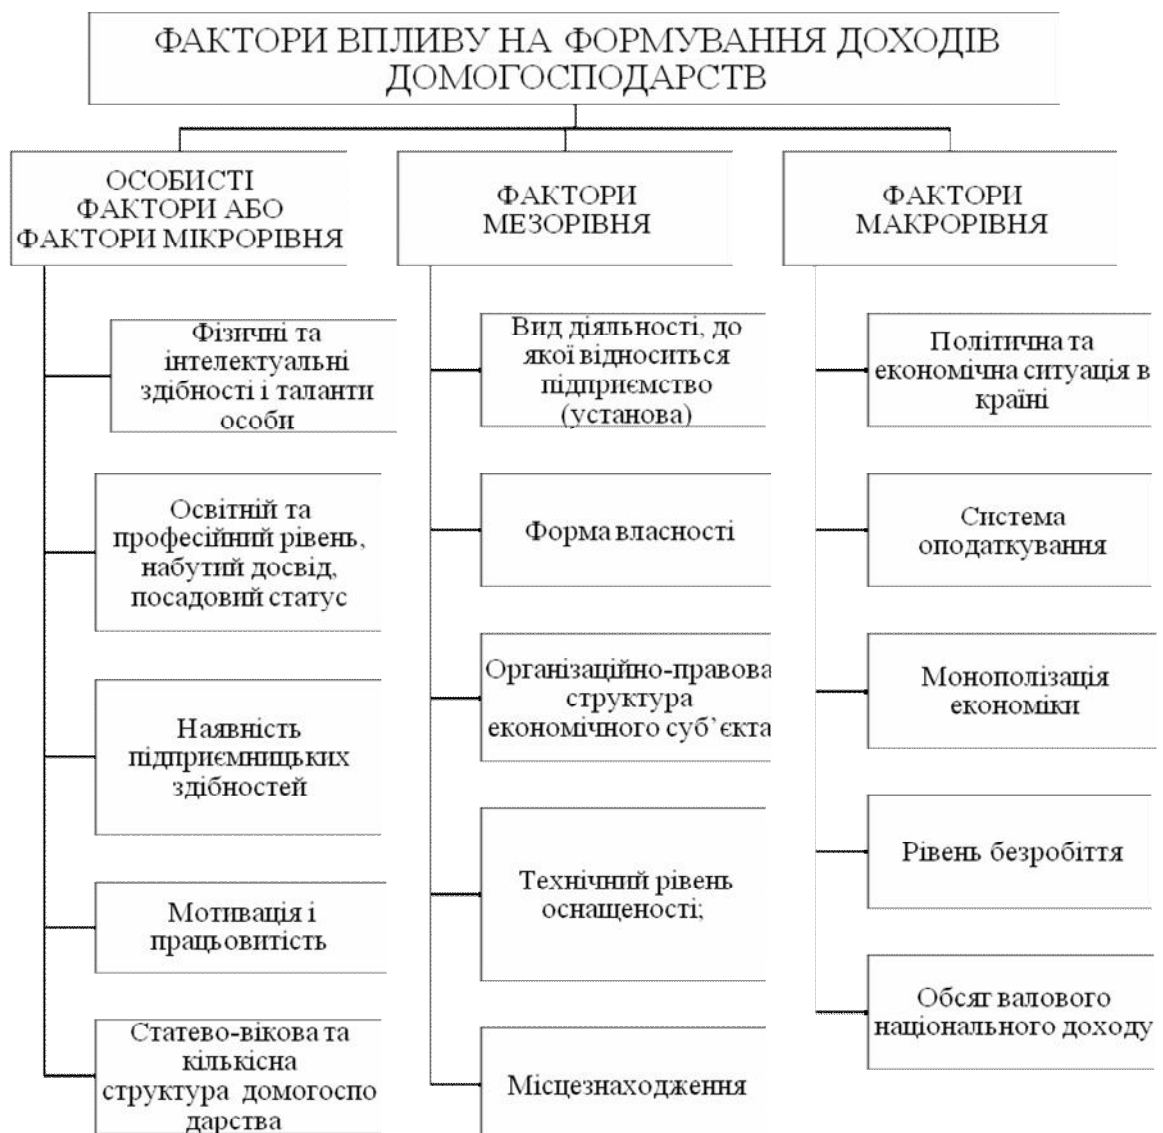 ФАКТОРИ ВПЛИВУ НА ФОРМУВАННЯ ДОХОДІВ
ДОМОГОСПОДАРСТВ
ОСОБИСТІ
ФАКТОРИ АБО
ФАКТОРИ МІКРОРІВНЯ
Фізичні та
інтелектуальні
здібності і таланти
особи
Освітній та
професійний рівень,
набутий досвід,
посадовий статус
Наявність
підприємницьких
здібностей
Мотивація і
працьовитість
Статево-вікова та
кількісна
структура домогоспо
дарства
ФАКТОРИ
МЕЗОРІВНЯ
Вид діяльності, до
якої відноситься
підприємство
(установа)
Форма власності
Організаційно-правова
структура
економічного суб’єкта
Технічний рівень
оснащеності;
Місцезнаходження
ФАКТОРИ
МАКРОРІВНЯ
Політична та
економічна ситуація в
країні
Система
оподаткування
Монополізація
економіки
Рівень безробіття
Обсяг валового
національного доходу